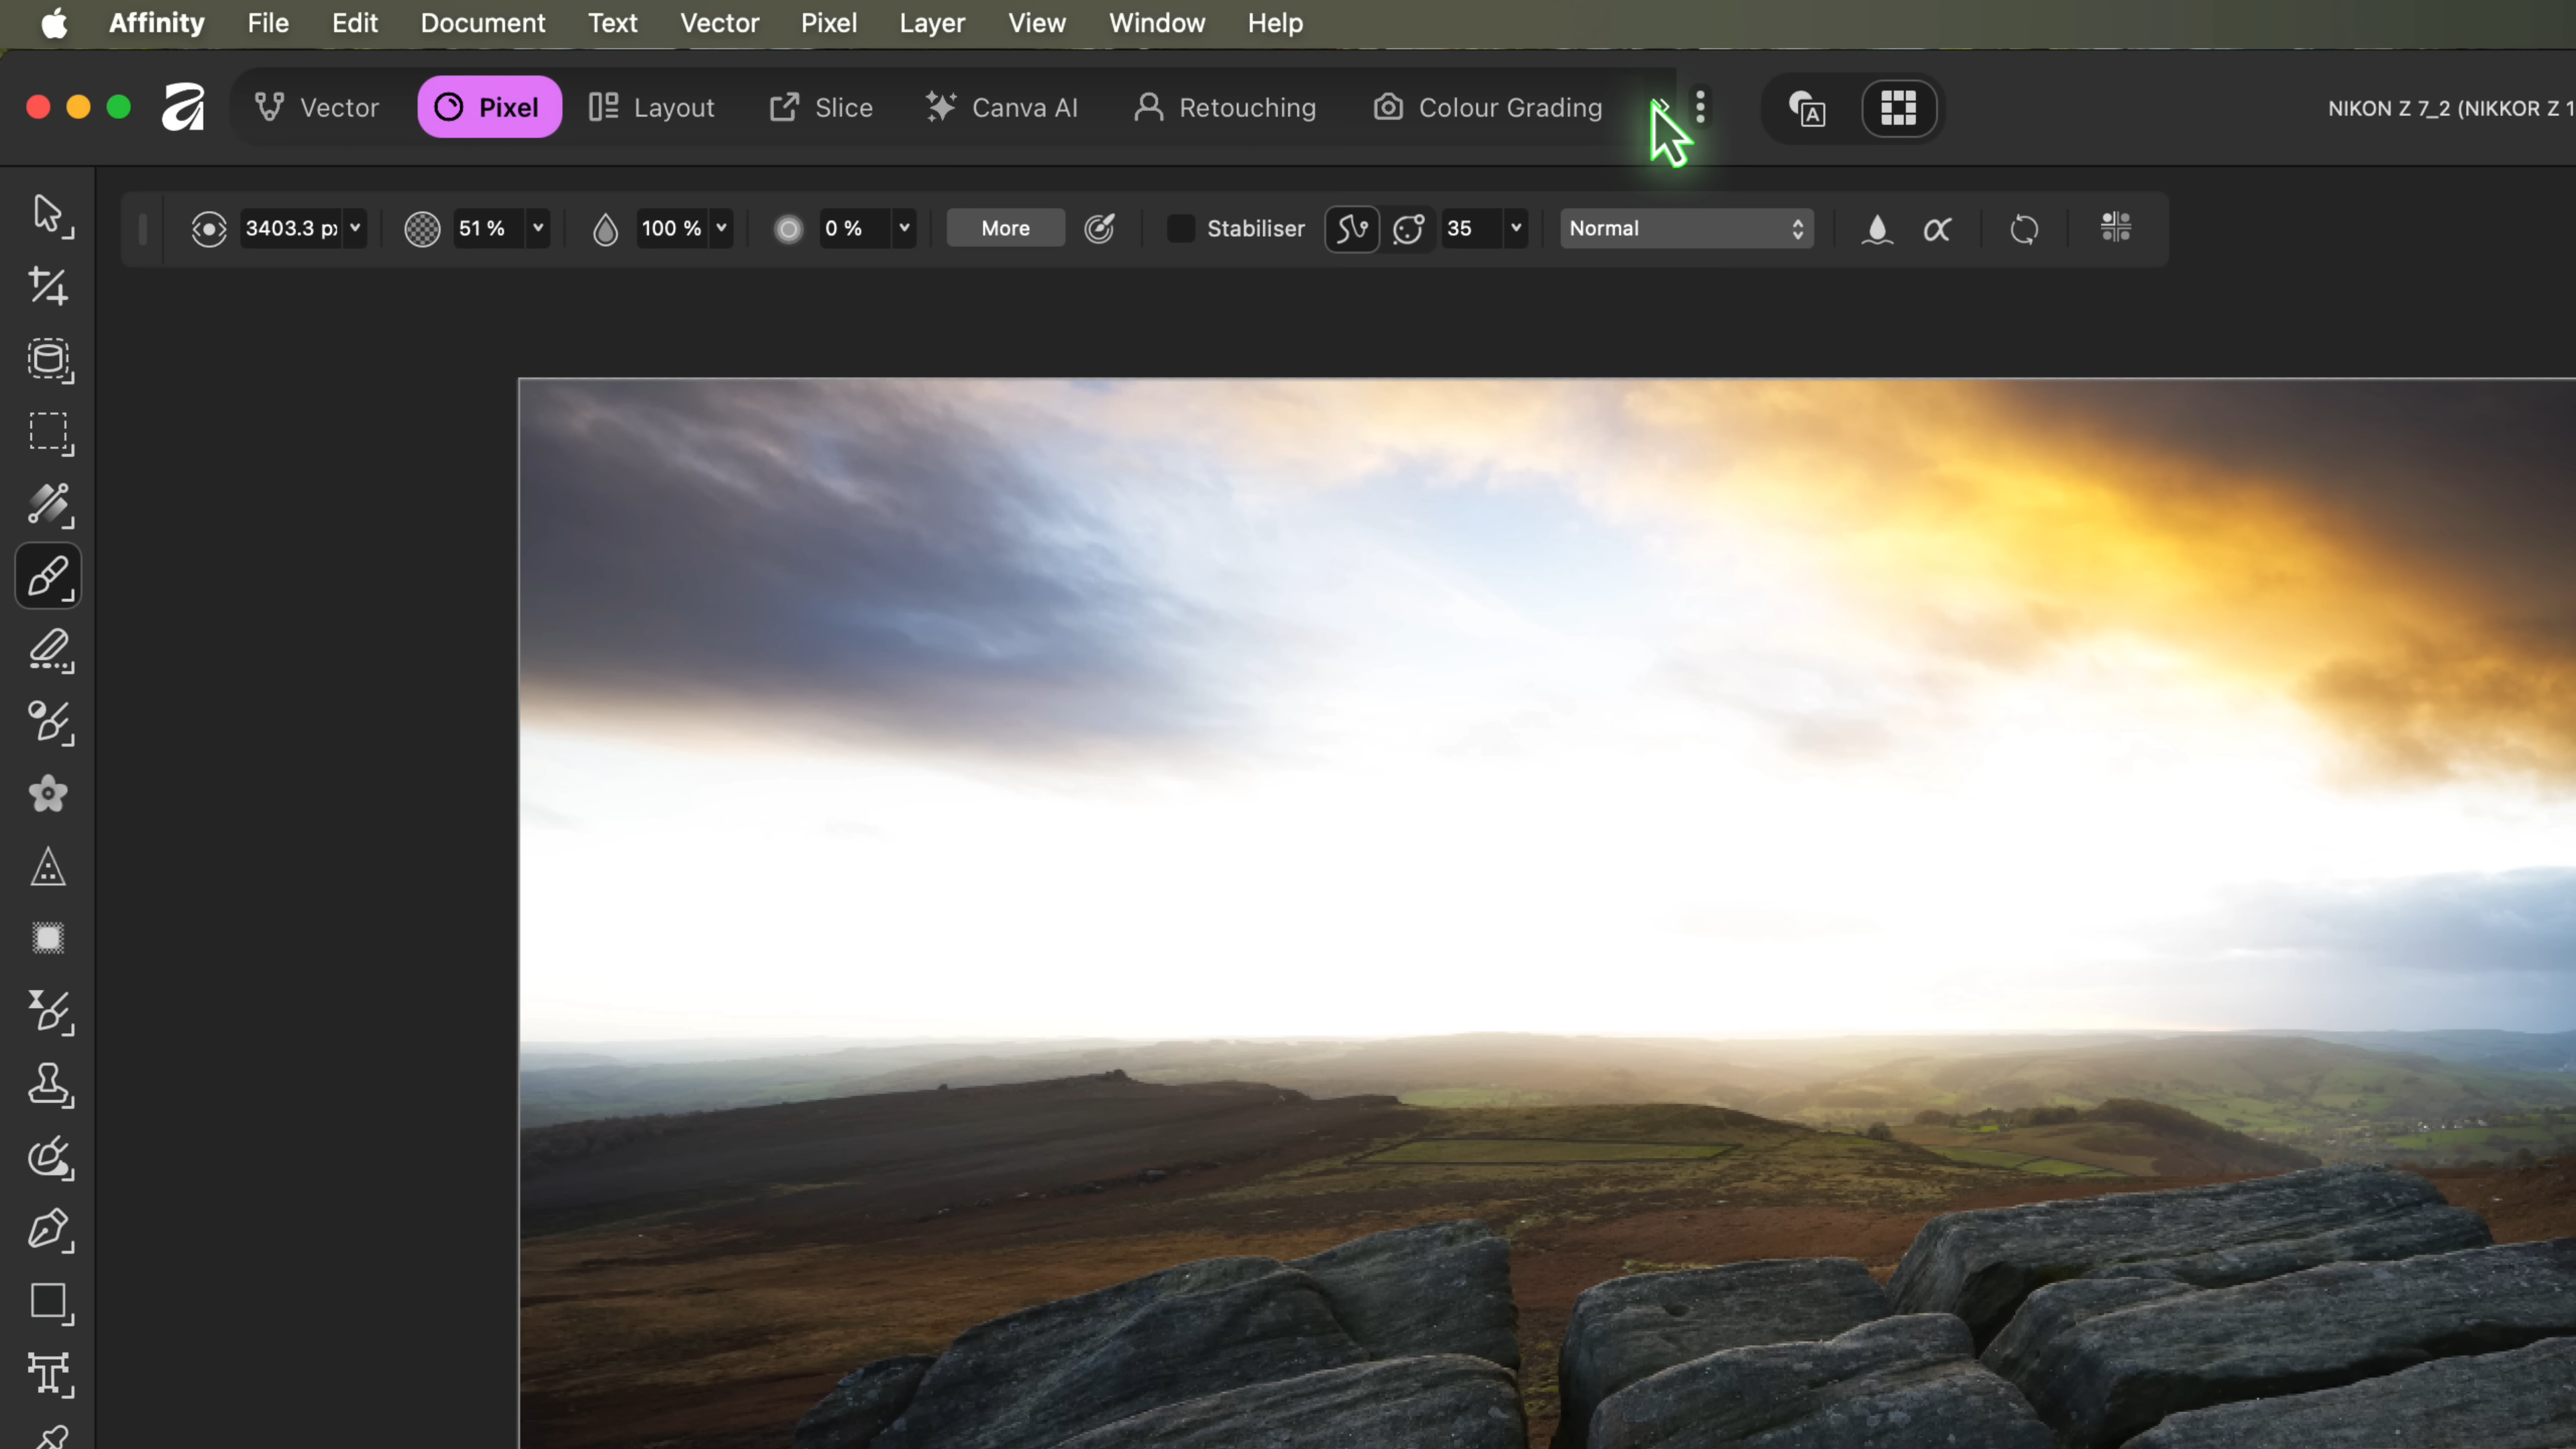 Affinity File Edit Document Text Vector Pixel Layer View Window Help
Vector Pixel Layout Slice Canva AI Retouching Colour Grading A NIKON Z 7_2 (NIKKOR Z 1
3403.3 px 51 % 100 % 0 % More Stabiliser 35 Normal